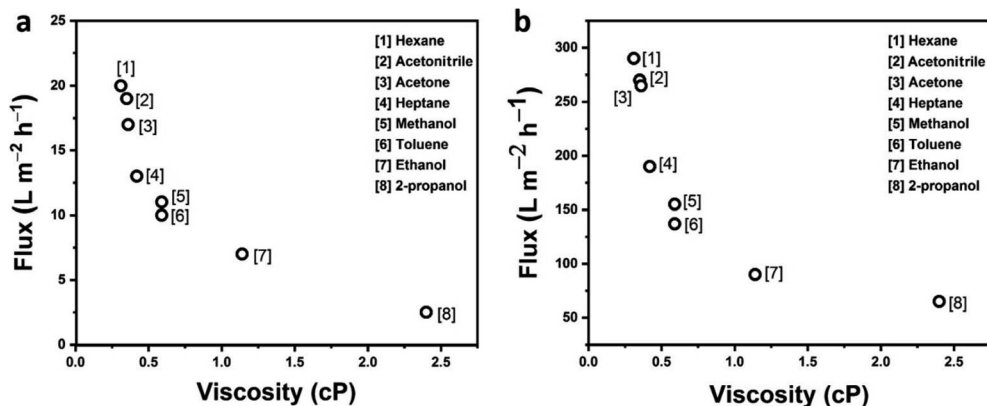 a
Flux (L m−2 h−1)
25
20
15
10
5
0
0.0 0.5 1.0 1.5 2.0 2.5
Viscosity (cP)
[1] Hexane
[2] Acetonitrile
[3] Acetone
[4] Heptane
[5] Methanol
[6] Toluene
[7] Ethanol
[8] 2-propanol
[1]
[2]
[3]
[4]
[5]
[6]
[7]
[8]
b
Flux (L m−2 h−1)
300
250
200
150
100
50
0.0 0.5 1.0 1.5 2.0 2.5
Viscosity (cP)
[1] Hexane
[2] Acetonitrile
[3] Acetone
[4] Heptane
[5] Methanol
[6] Toluene
[7] Ethanol
[8] 2-propanol
[1]
[2]
[3]
[4]
[5]
[6]
[7]
[8]